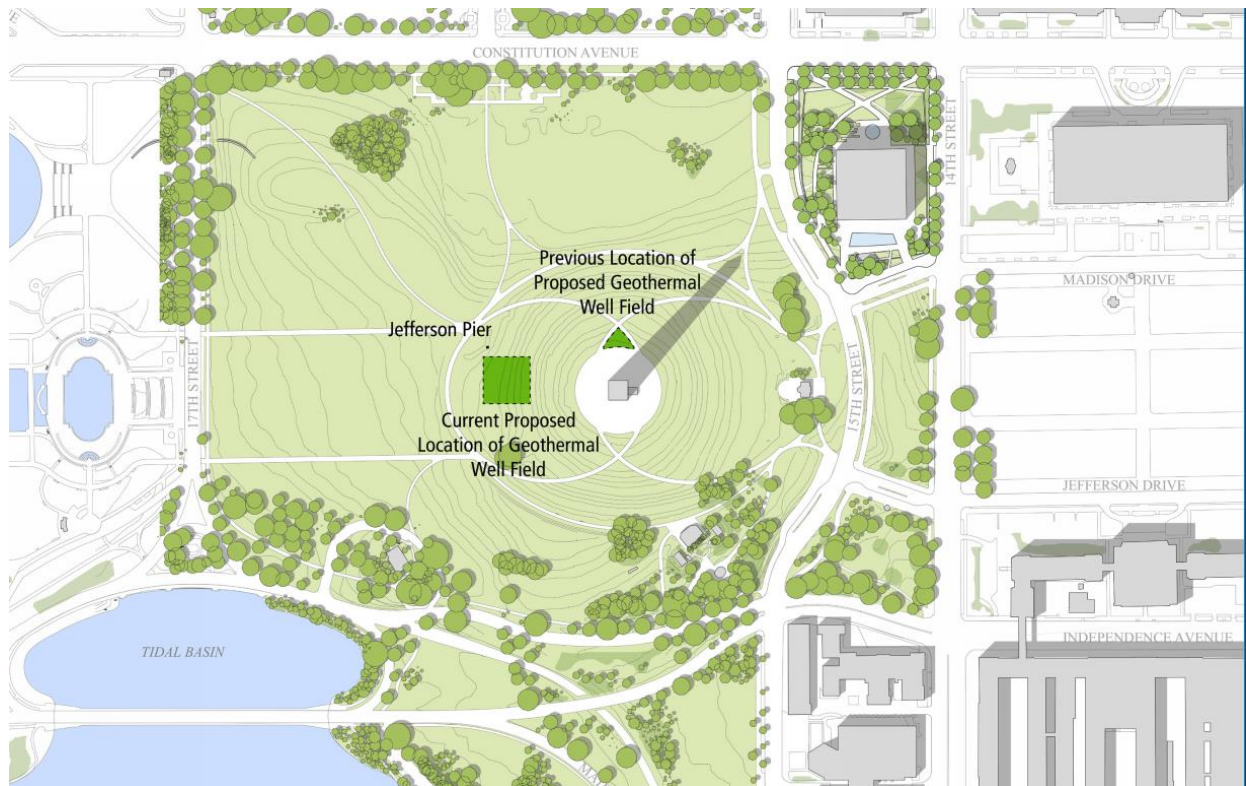 CONSTITUTION AVENUE
14TH STREET
Previous Location of
Proposed Geothermal
Well Field
MADISON DRIVE
Jefferson Pier
17TH STREET
15TH STREET
Current Proposed
Location of Geothermal
Well Field
JEFFERSON DRIVE
INDEPENDENCE AVENUE
TIDAL BASIN